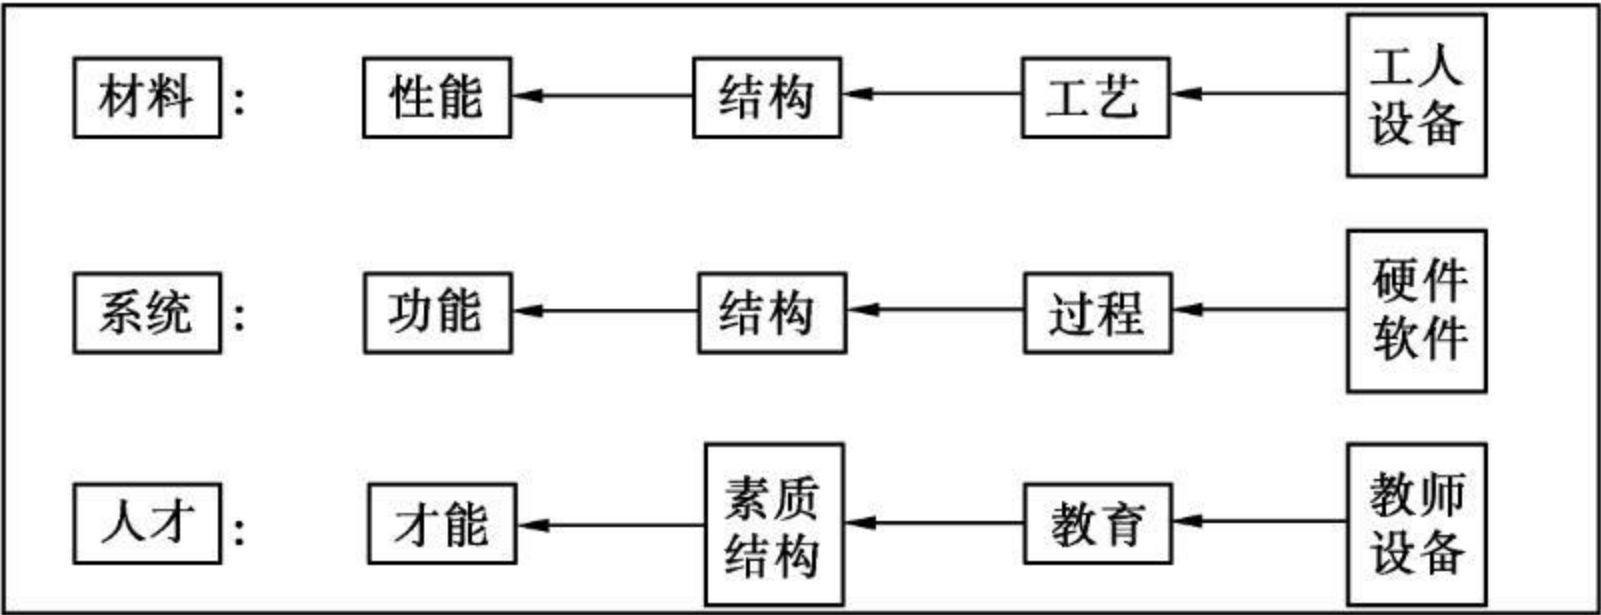 材料： 性能 结构 工艺 工人
设备
系统： 功能 结构 过程 硬件
软件
人才： 才能 素质
结构 教育 教师
设备